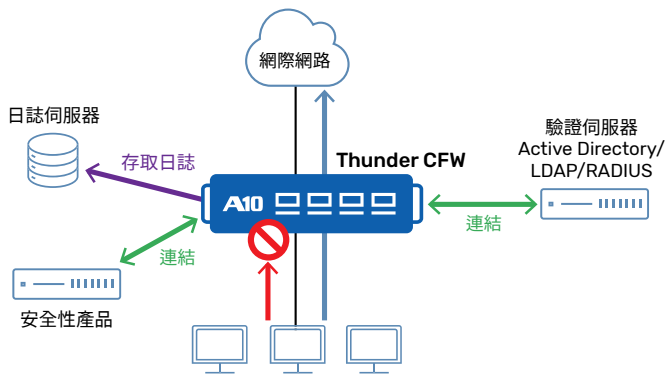 網際網路
日誌伺服器
存取日誌
Thunder CFW
驗證伺服器
Active Directory/
LDAP/RADIUS
A10
連結
連結
安全性產品